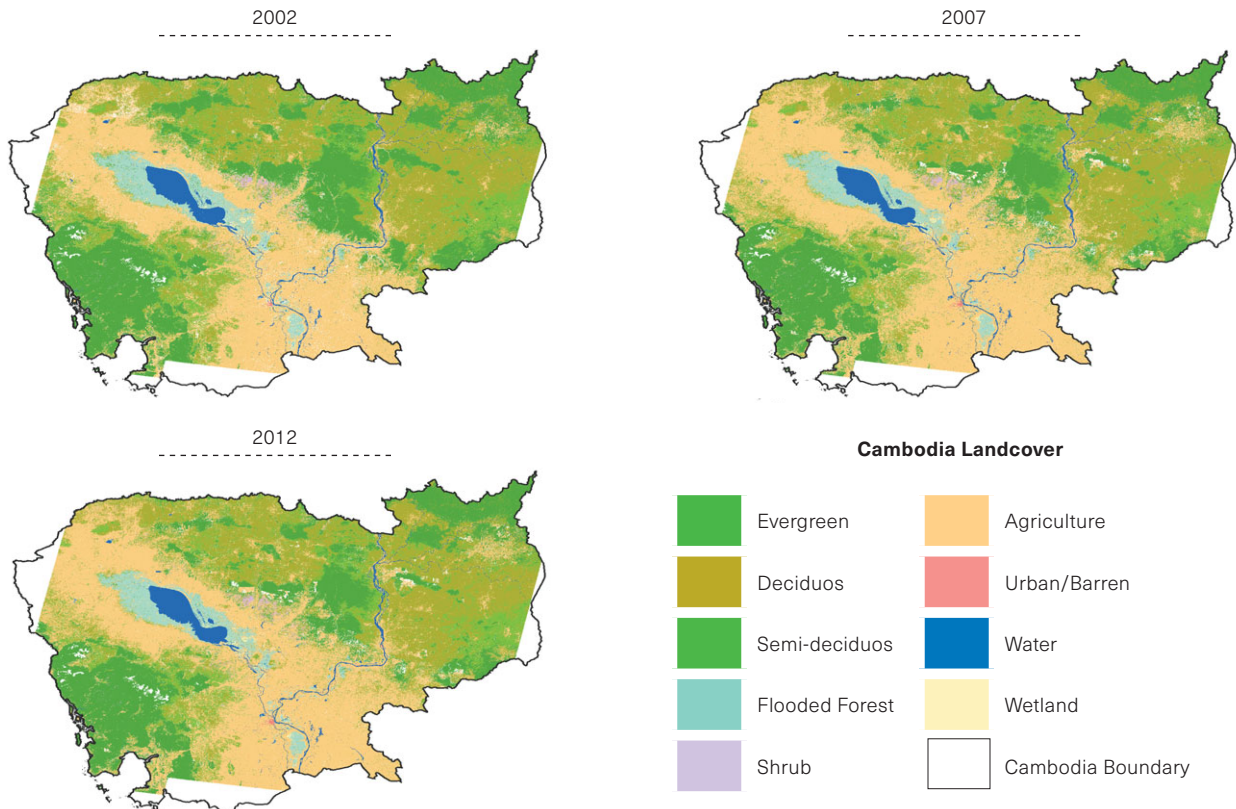 2002
2007
2012
Cambodia Landcover
Evergreen
Agriculture
Deciduos
Urban/Barren
Semi-deciduos
Water
Flooded Forest
Wetland
Shrub
Cambodia Boundary